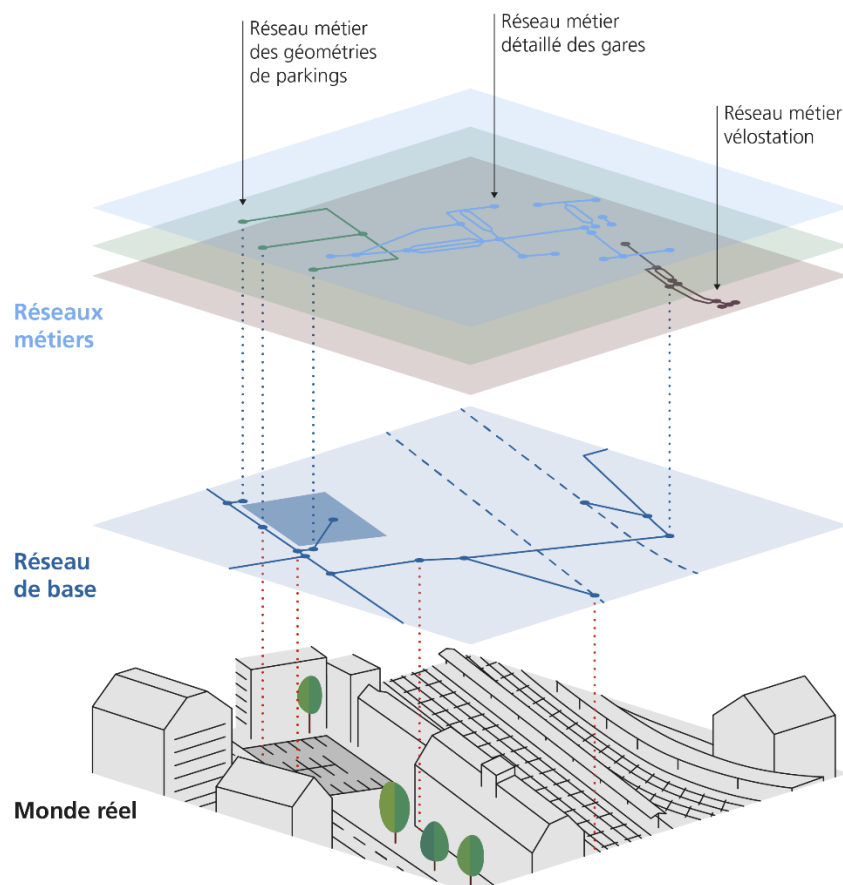 Réseau métier
des géométries
de parkings
Réseau métier
détaillé des gares
Réseau métier
vélostation
Réseaux
métiers
Réseau
de base
Monde réel